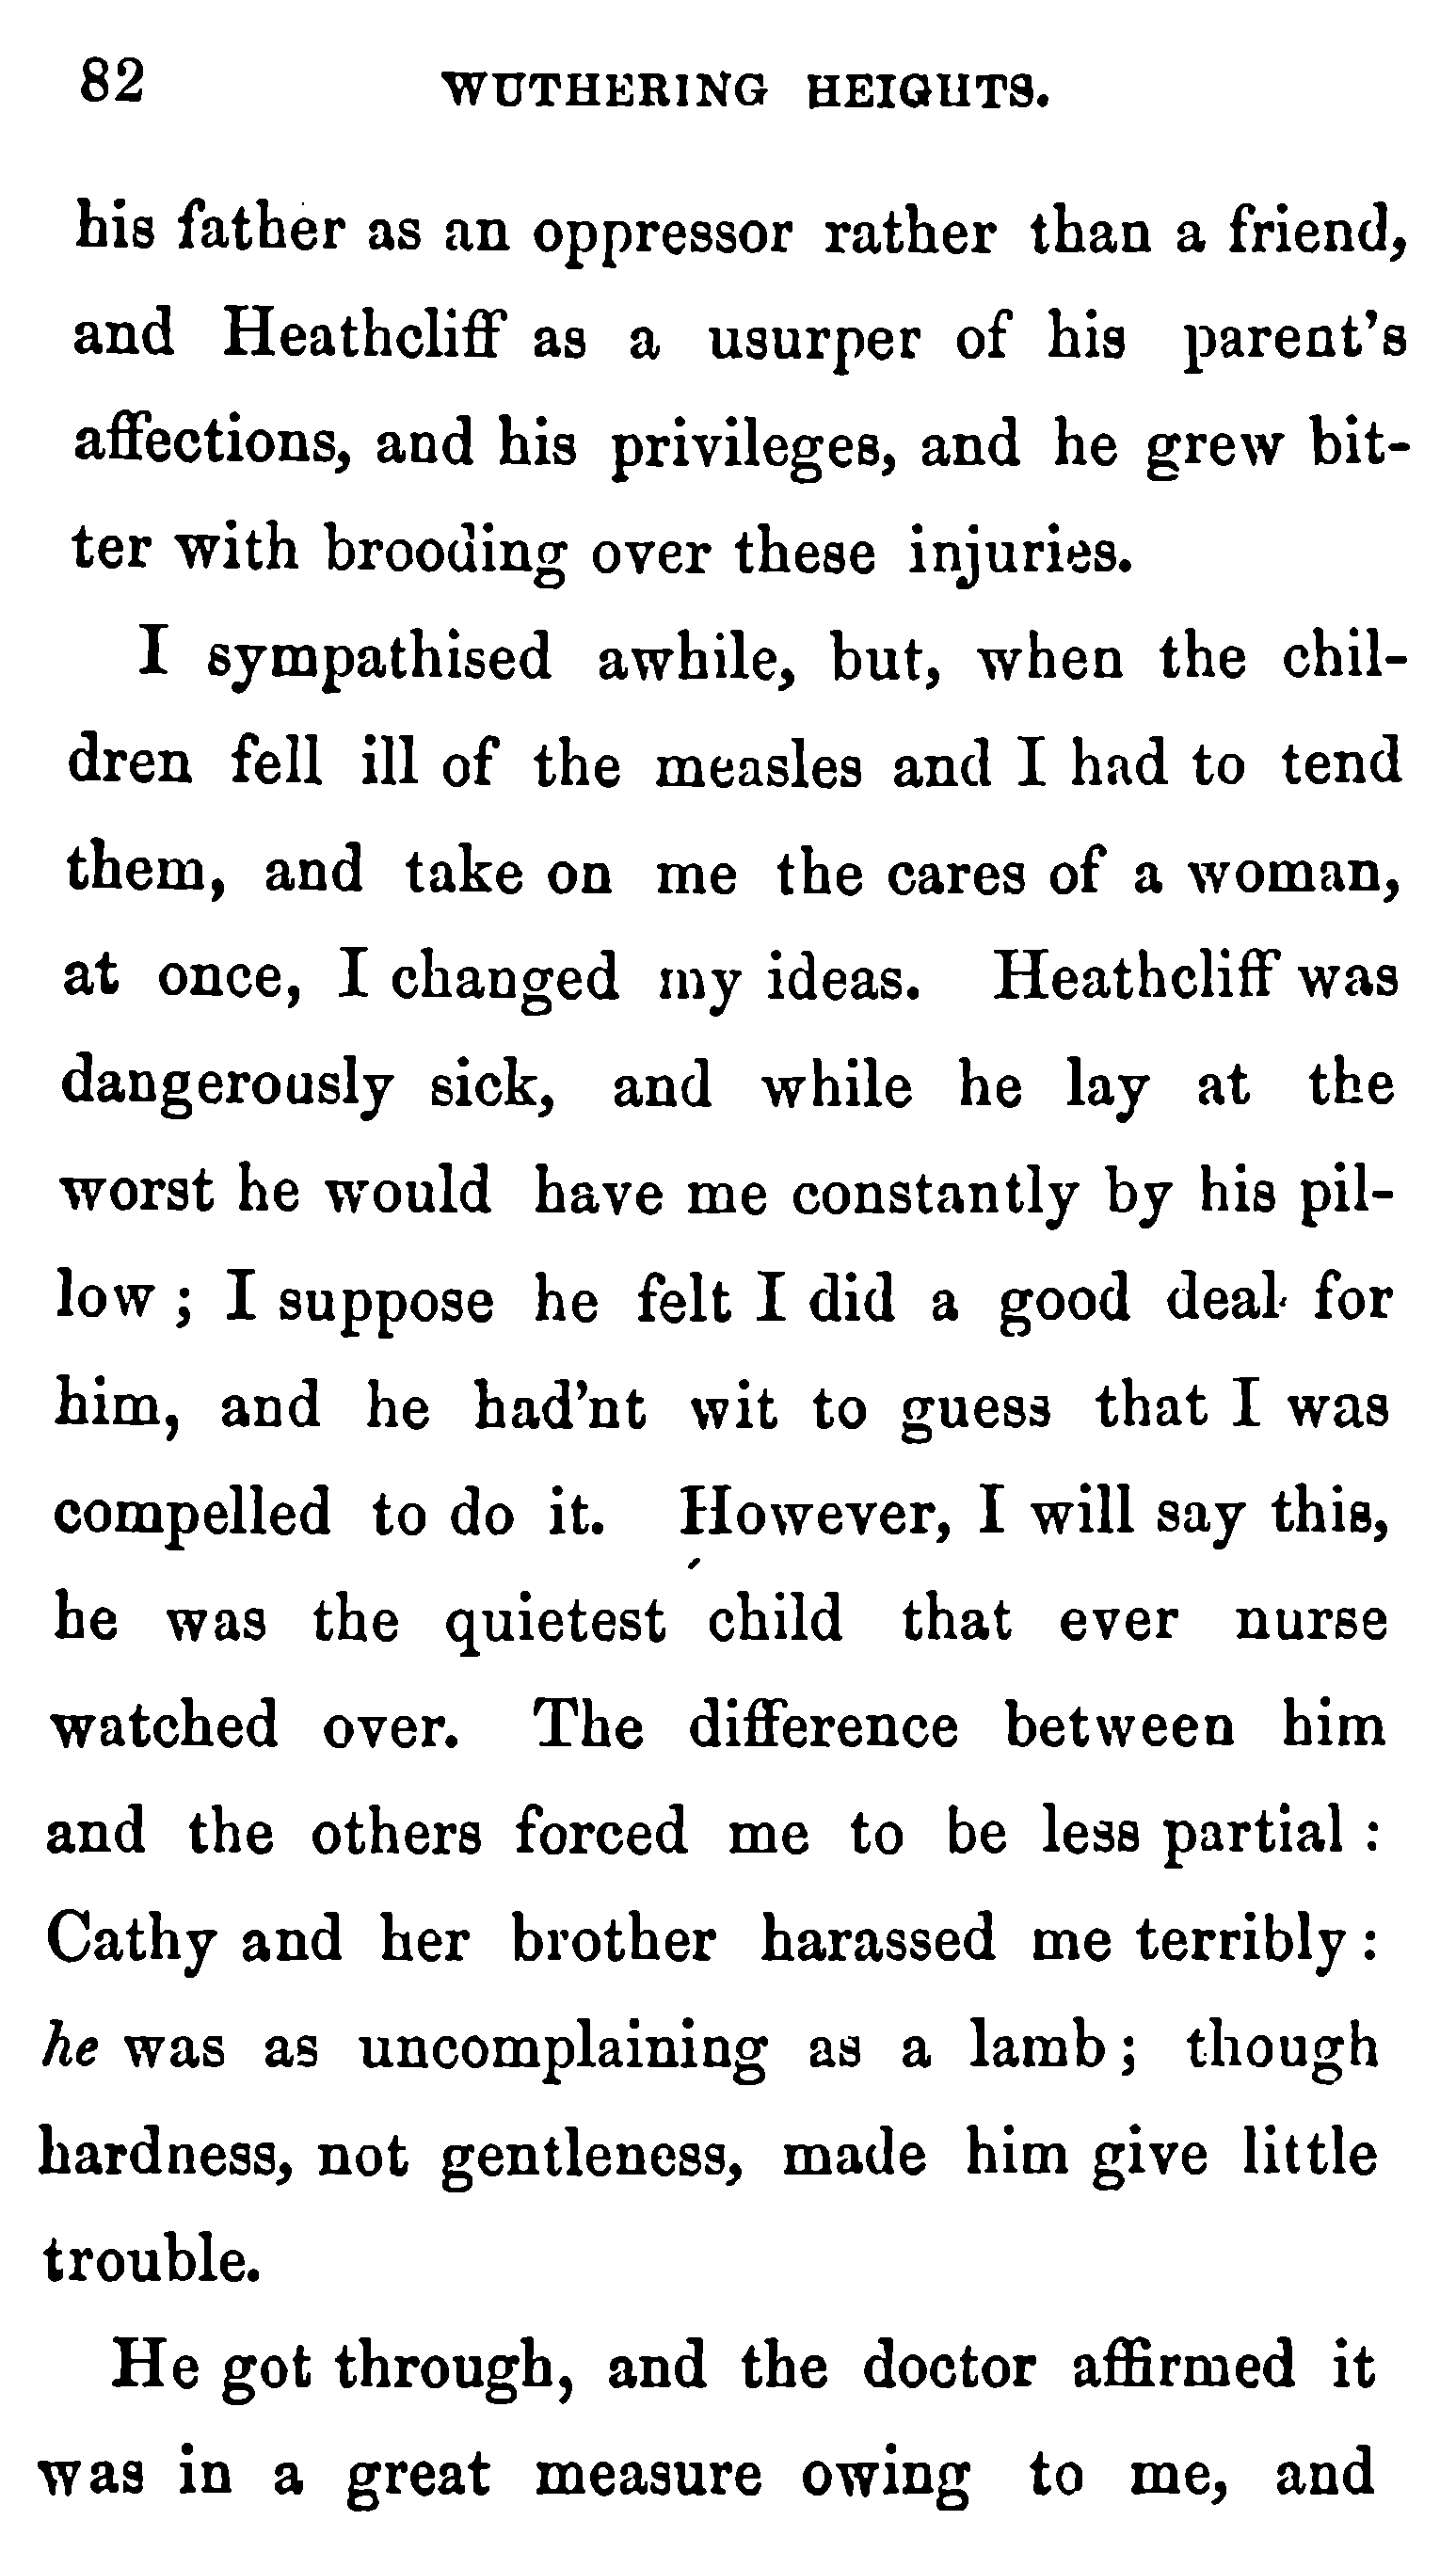 82 WUTHERING HEIGHTS.
his father as an oppressor rather than a friend,
and Heathcliff as a usurper of his parent's
affections, and his privileges, and he grew bit-
ter with brooding over these injuries.
I sympathised awhile, but, when the chil-
dren fell ill of the measles and I had to tend
them, and take on me the cares of a woman,
at once, I changed my ideas. Heathcliff was
dangerously sick, and while he lay at the
worst he would have me constantly by his pil-
low ; I suppose he felt I did a good deal for
him, and he had'nt wit to guess that I was
compelled to do it. However, I will say this,
he was the quietest child that ever nurse
watched over. The difference between him
and the others forced me to be less partial :
Cathy and her brother harassed me terribly :
he was as uncomplaining as a lamb ; though
hardness, not gentleness, made him give little
trouble.
He got through, and the doctor affirmed it
was in a great measure owing to me, and